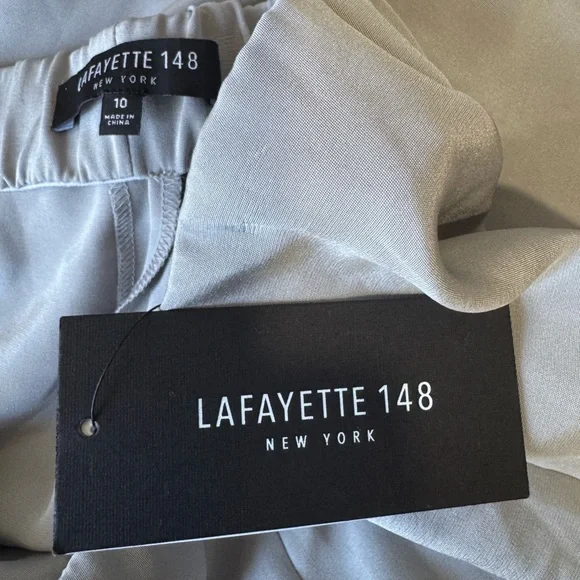 LAFAYETTE 148
NEW YORK
10
MADE IN
CHINA
LAFAYETTE 148
NEW YORK